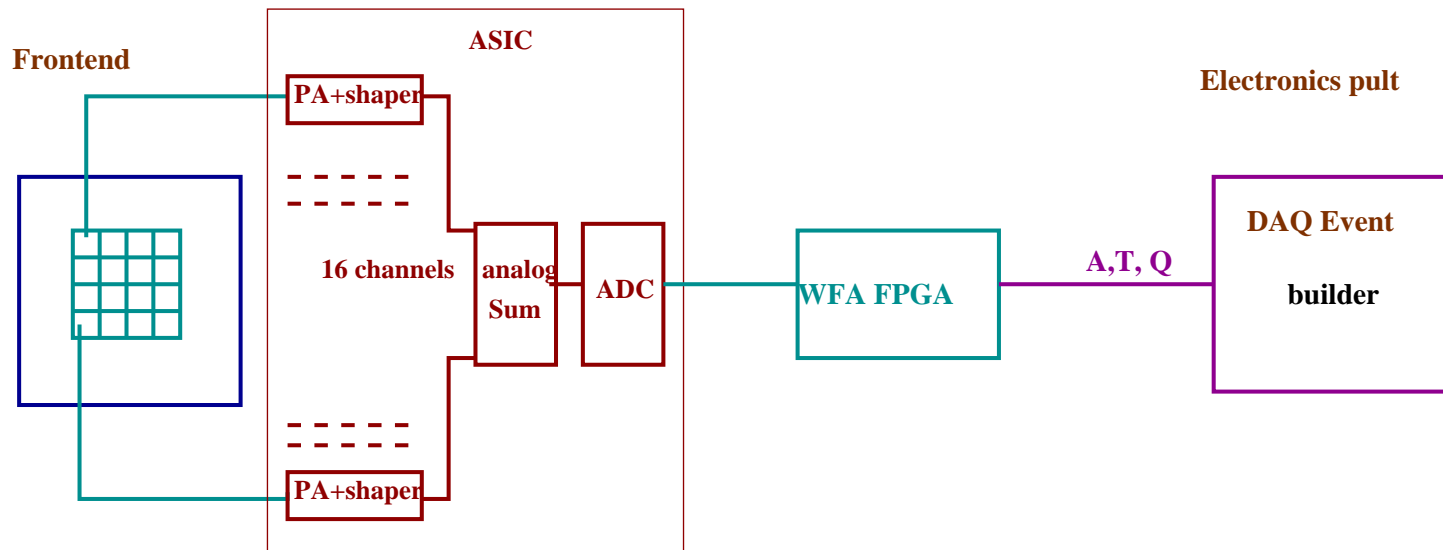 ASIC
Frontend
PA+shaper
Electronics pult
16 channels
analog
Sum
ADC
WFA FPGA
A,T, Q
DAQ Event
builder
PA+shaper